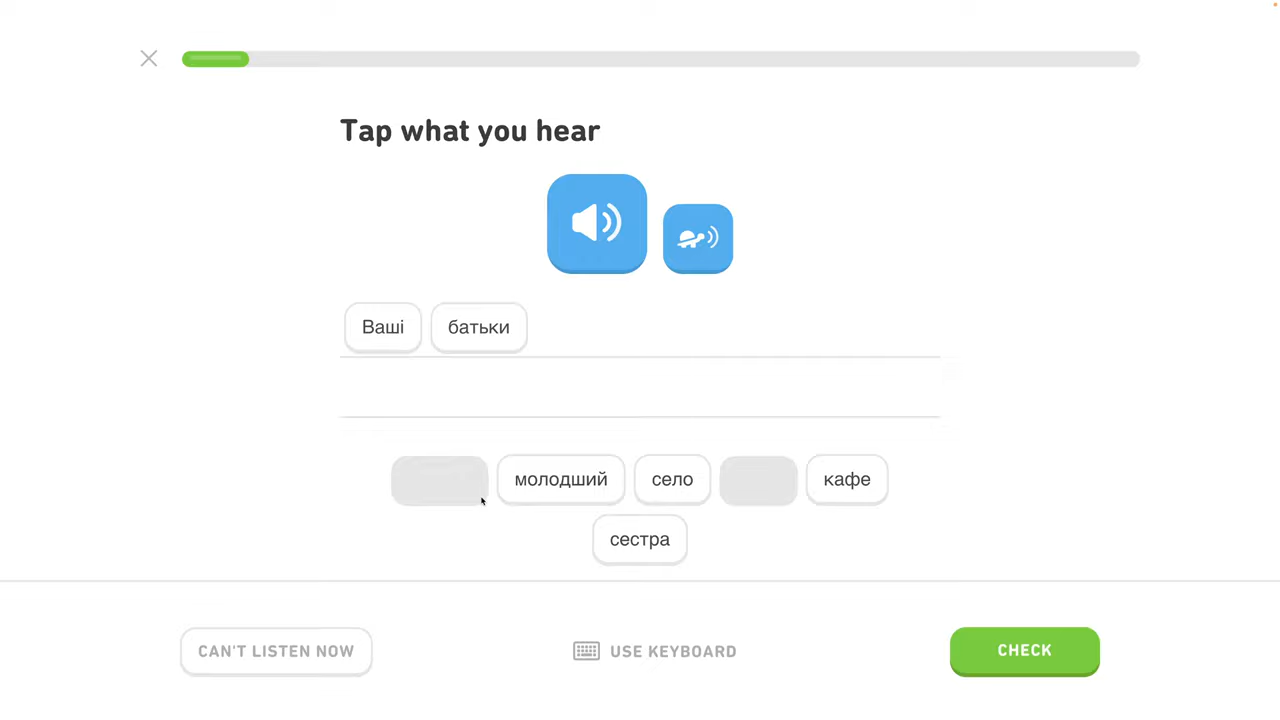 Tap what you hear
Ваші батьки
молодший село кафе
сестра
CAN'T LISTEN NOW USE KEYBOARD CHECK